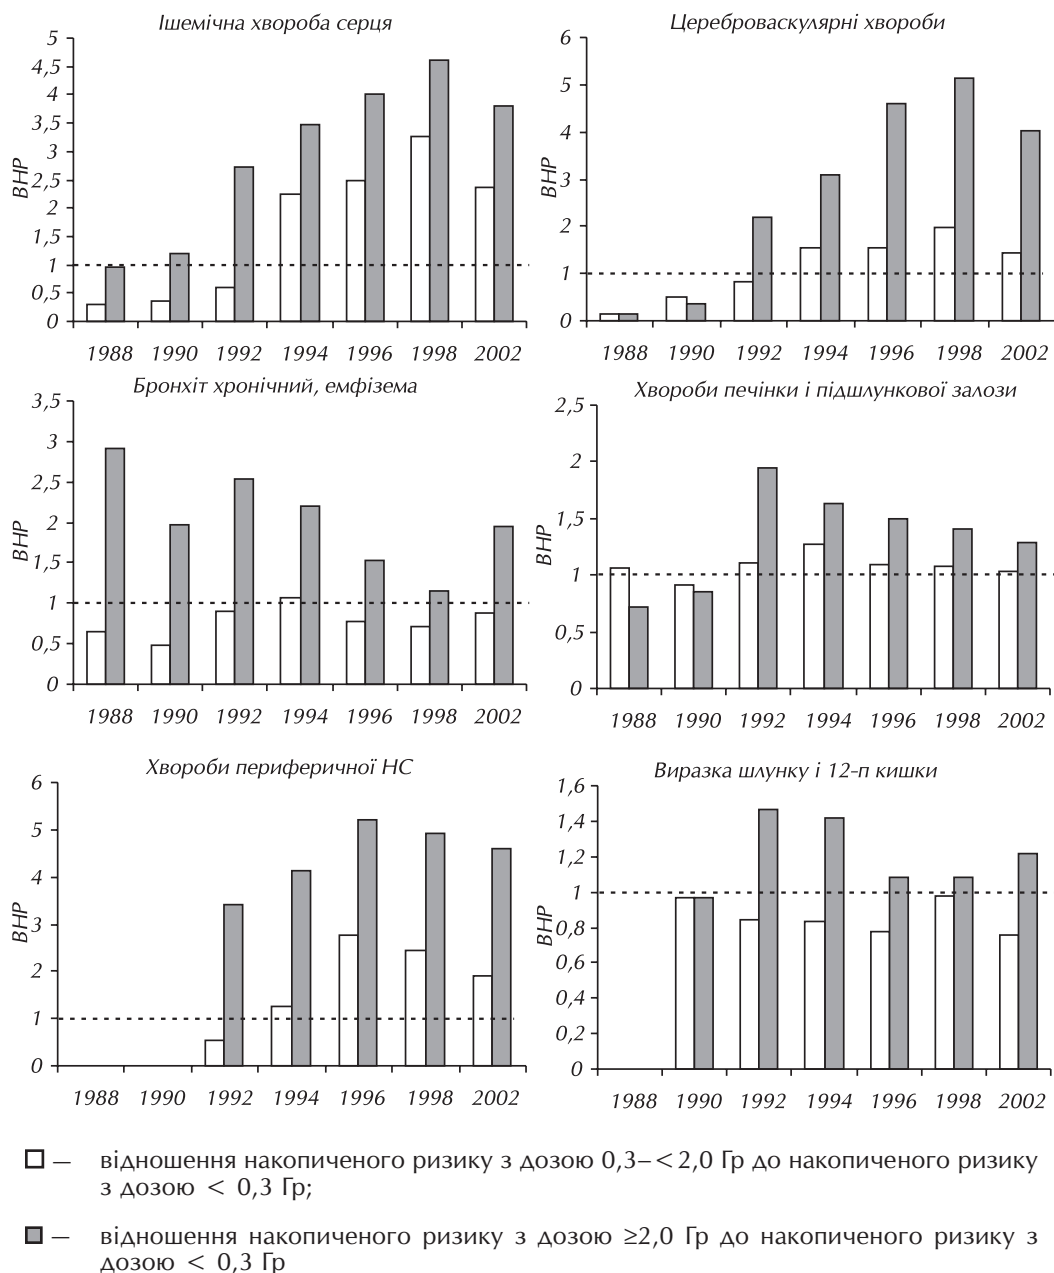 Ішемічна хвороба серця
5
4,5
4
3,5
3
2,5
2
1,5
1
0,5
0
ВНР
1988 1990 1992 1994 1996 1998 2002
Цереброваскулярні хвороби
6
5
4
3
2
1
0
ВНР
1988 1990 1992 1994 1996 1998 2002
Бронхіт хронічний, емфізема
3,5
3
2,5
2
1,5
1
0,5
0
ВНР
1988 1990 1992 1994 1996 1998 2002
Хвороби печінки і підшлункової залози
2,5
2
1,5
1
0,5
0
ВНР
1988 1990 1992 1994 1996 1998 2002
Хвороби периферичної НС
6
5
4
3
2
1
0
ВНР
1988 1990 1992 1994 1996 1998 2002
Виразка шлунку і 12-п кишки
1,6
1,4
1,2
1
0,8
0,6
0,4
0,2
0
ВНР
1988 1990 1992 1994 1996 1998 2002
— відношення накопиченого ризику з дозою 0,3–<2,0 Гр до накопиченого ризику
з дозою < 0,3 Гр;
— відношення накопиченого ризику з дозою ≥2,0 Гр до накопиченого ризику з
дозою < 0,3 Гр